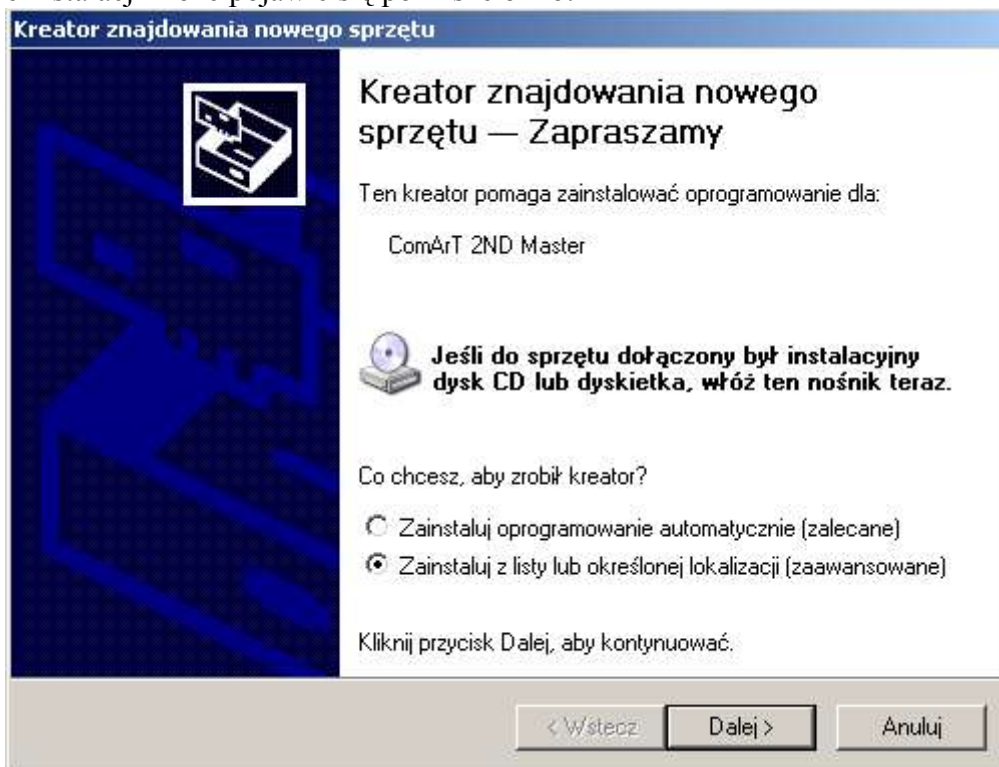 Kreator znajdowania nowego sprzętu
Kreator znajdowania nowego
sprzętu — Zapraszamy
Ten kreator pomaga zainstalować oprogramowanie dla:
ComArT 2ND Master
Jeśli do sprzętu dołączony był instalacyjny
dysk CD lub dyskietka, włóż ten nośnik teraz.
Co chcesz, aby zrobił kreator?
Zainstaluj oprogramowanie automatycznie (zalecane)
Zainstaluj z listy lub określonej lokalizacji (zaawansowane)
Kliknij przycisk Dalej, aby kontynuować.
< Wstecz Dalej > Anuluj